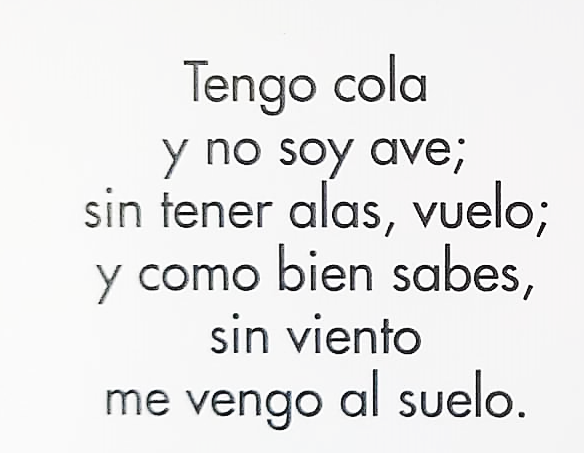 Tengo cola
y no soy ave;
sin tener alas, vuelo;
y como bien sabes,
sin viento
me vengo al suelo.